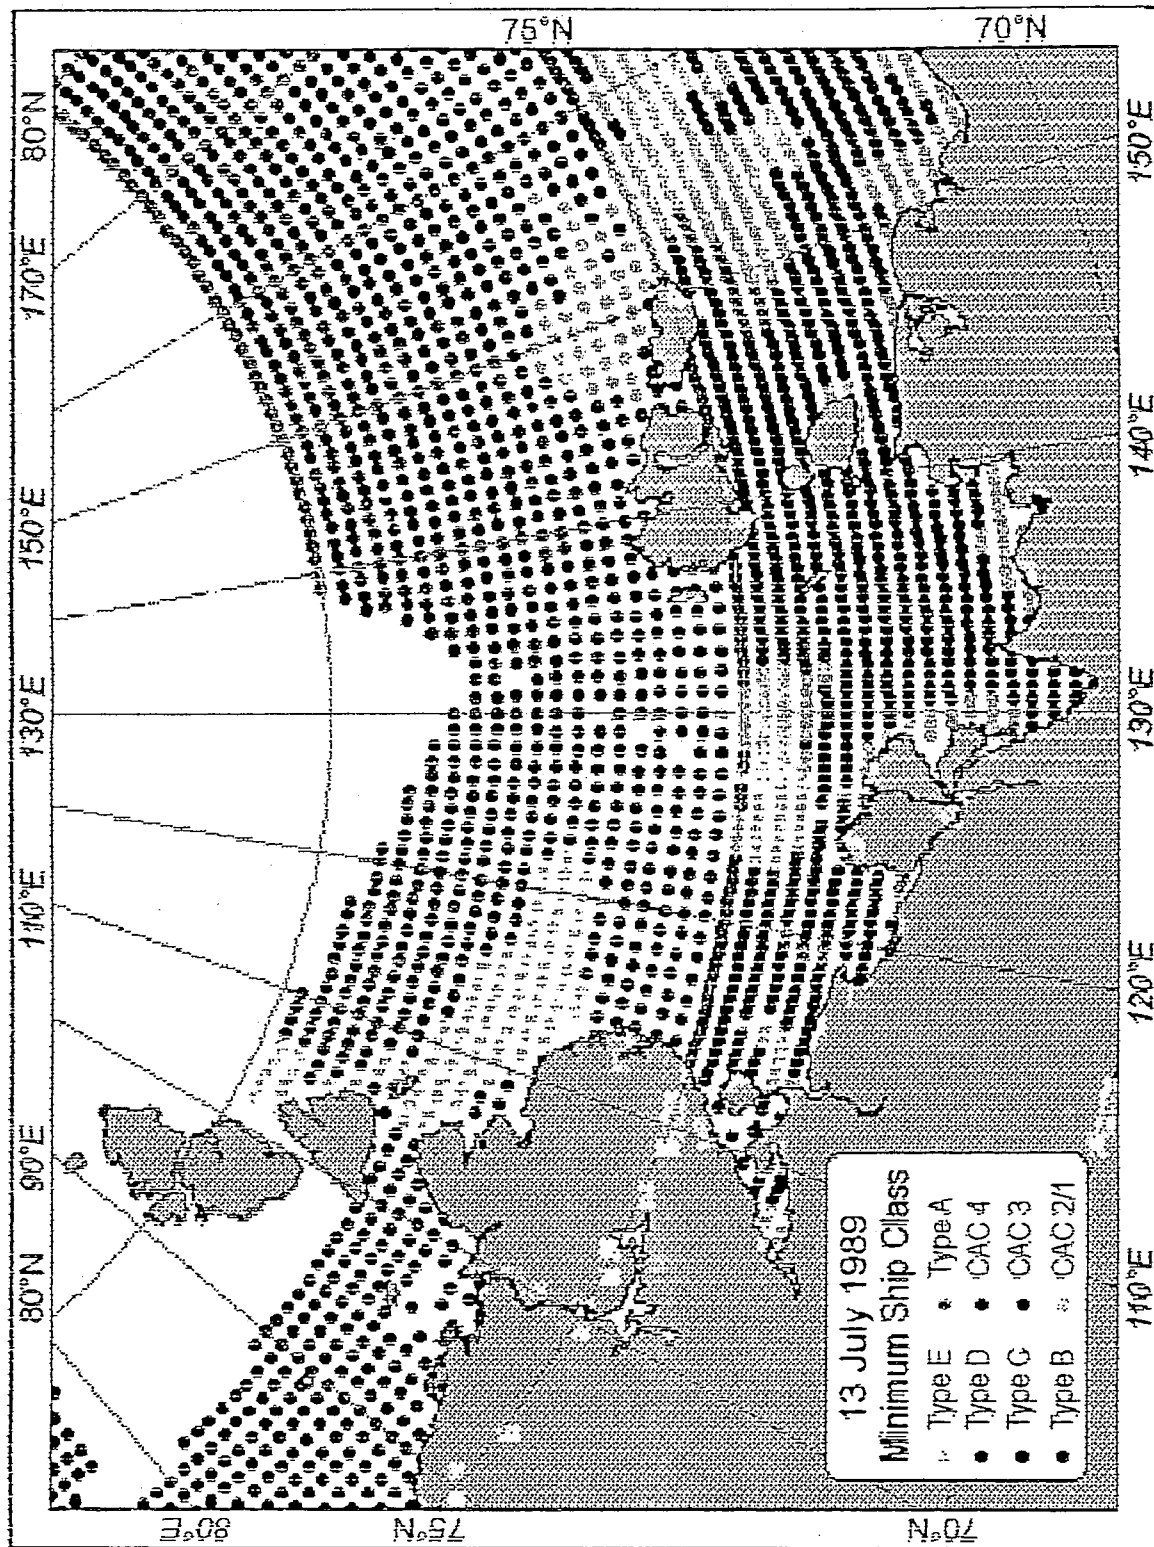 80°N 90°E 110°E 130°E 150°E 170°E 80°N
80°E
75°N
75°N
70°N
70°N
13 July 1989
Minimum Ship Class
Type E Type A
Type D CAC 4
Type C CAC 3
Type B CAC 2/1
110°E 120°E 130°E 140°E 150°E